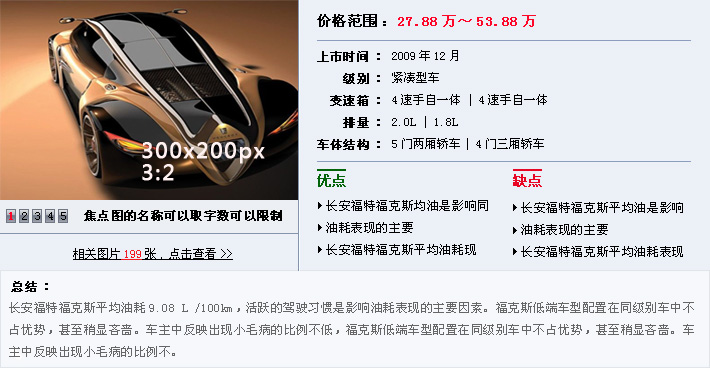 300x200px
3:2
1 2 3 4 5 焦点图的名称可以取字数可以限制
相关图片 199 张，点击查看 >>
价格范围：27.88 万～ 53.88 万
上市时间 ： 2009 年 12 月
级别 ： 紧凑型车
变速箱 ： 4 速手自一体 | 4 速手自一体
排量 ： 2.0L | 1.8L
车体结构 ： 5 门两厢轿车 | 4 门三厢轿车
优点
长安福特福克斯均油是影响同
油耗表现的主要
长安福特福克斯平均油耗现
缺点
长安福特福克斯平均油是影响
油耗表现的主要
长安福特福克斯平均油耗表现
总结 ：
长安福特福克斯平均油耗9.08 L /100km，活跃的驾驶习惯是影响油耗表现的主要因素。福克斯低端车型配置在同级别车中不
占优势，甚至稍显吝啬。车主中反映出现小毛病的比例不低，福克斯低端车型配置在同级别车中不占优势，甚至稍显吝啬。车
主中反映出现小毛病的比例不。